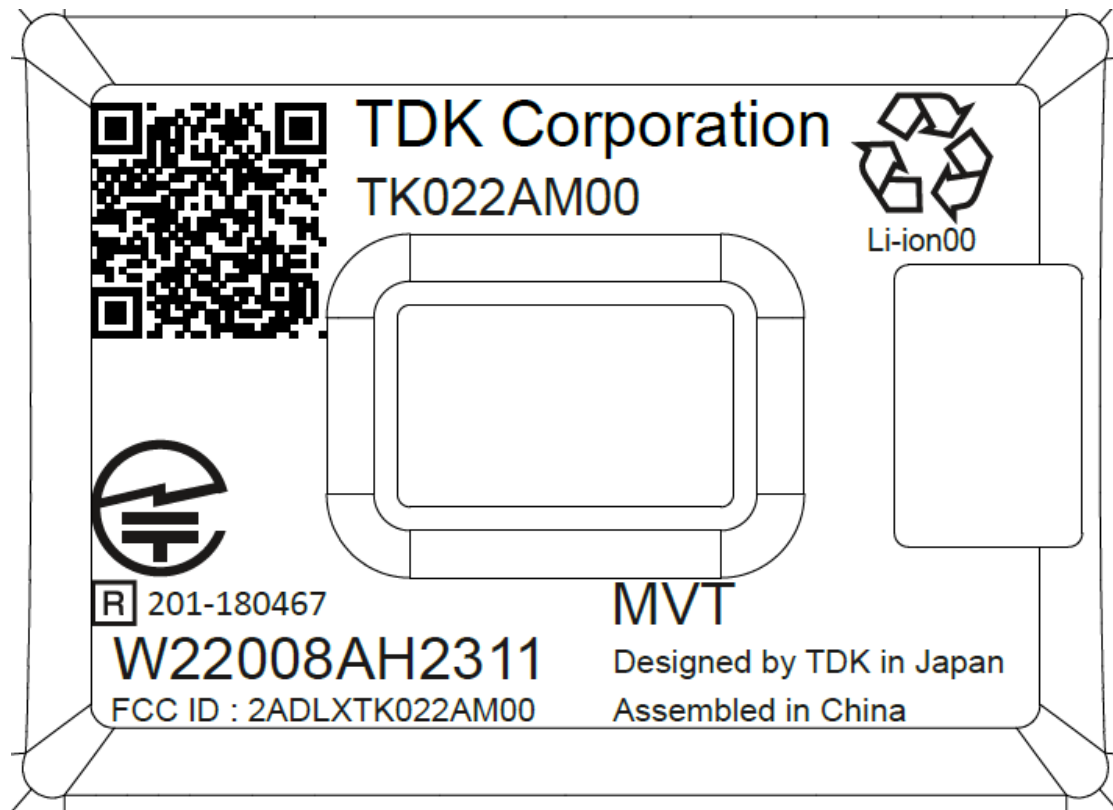 TDK Corporation
TK022AM00
Li-ion00
R 201-180467
MVT
W22008AH2311
Designed by TDK in Japan
FCC ID : 2ADLXTK022AM00
Assembled in China